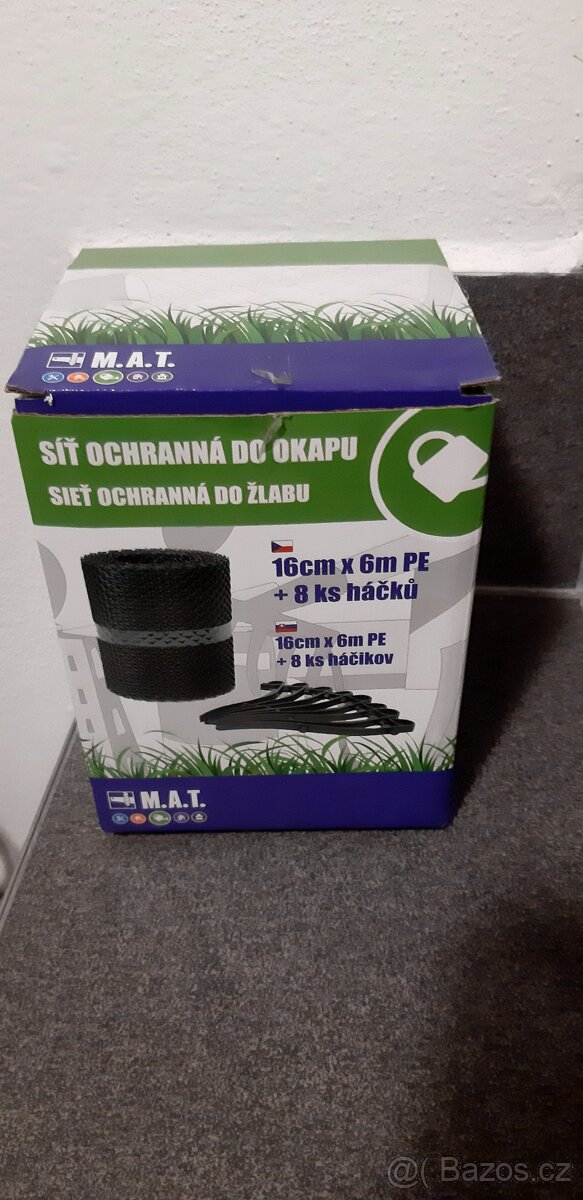 M.A.T.
SÍŤ OCHRANNÁ DO OKAPU
SIEŤ OCHRANNÁ DO ŽLABU
16cm x 6m PE
+ 8 ks háčků
16cm x 6m PE
+ 8 ks háčikov
M.A.T.
@( Bazos.cz